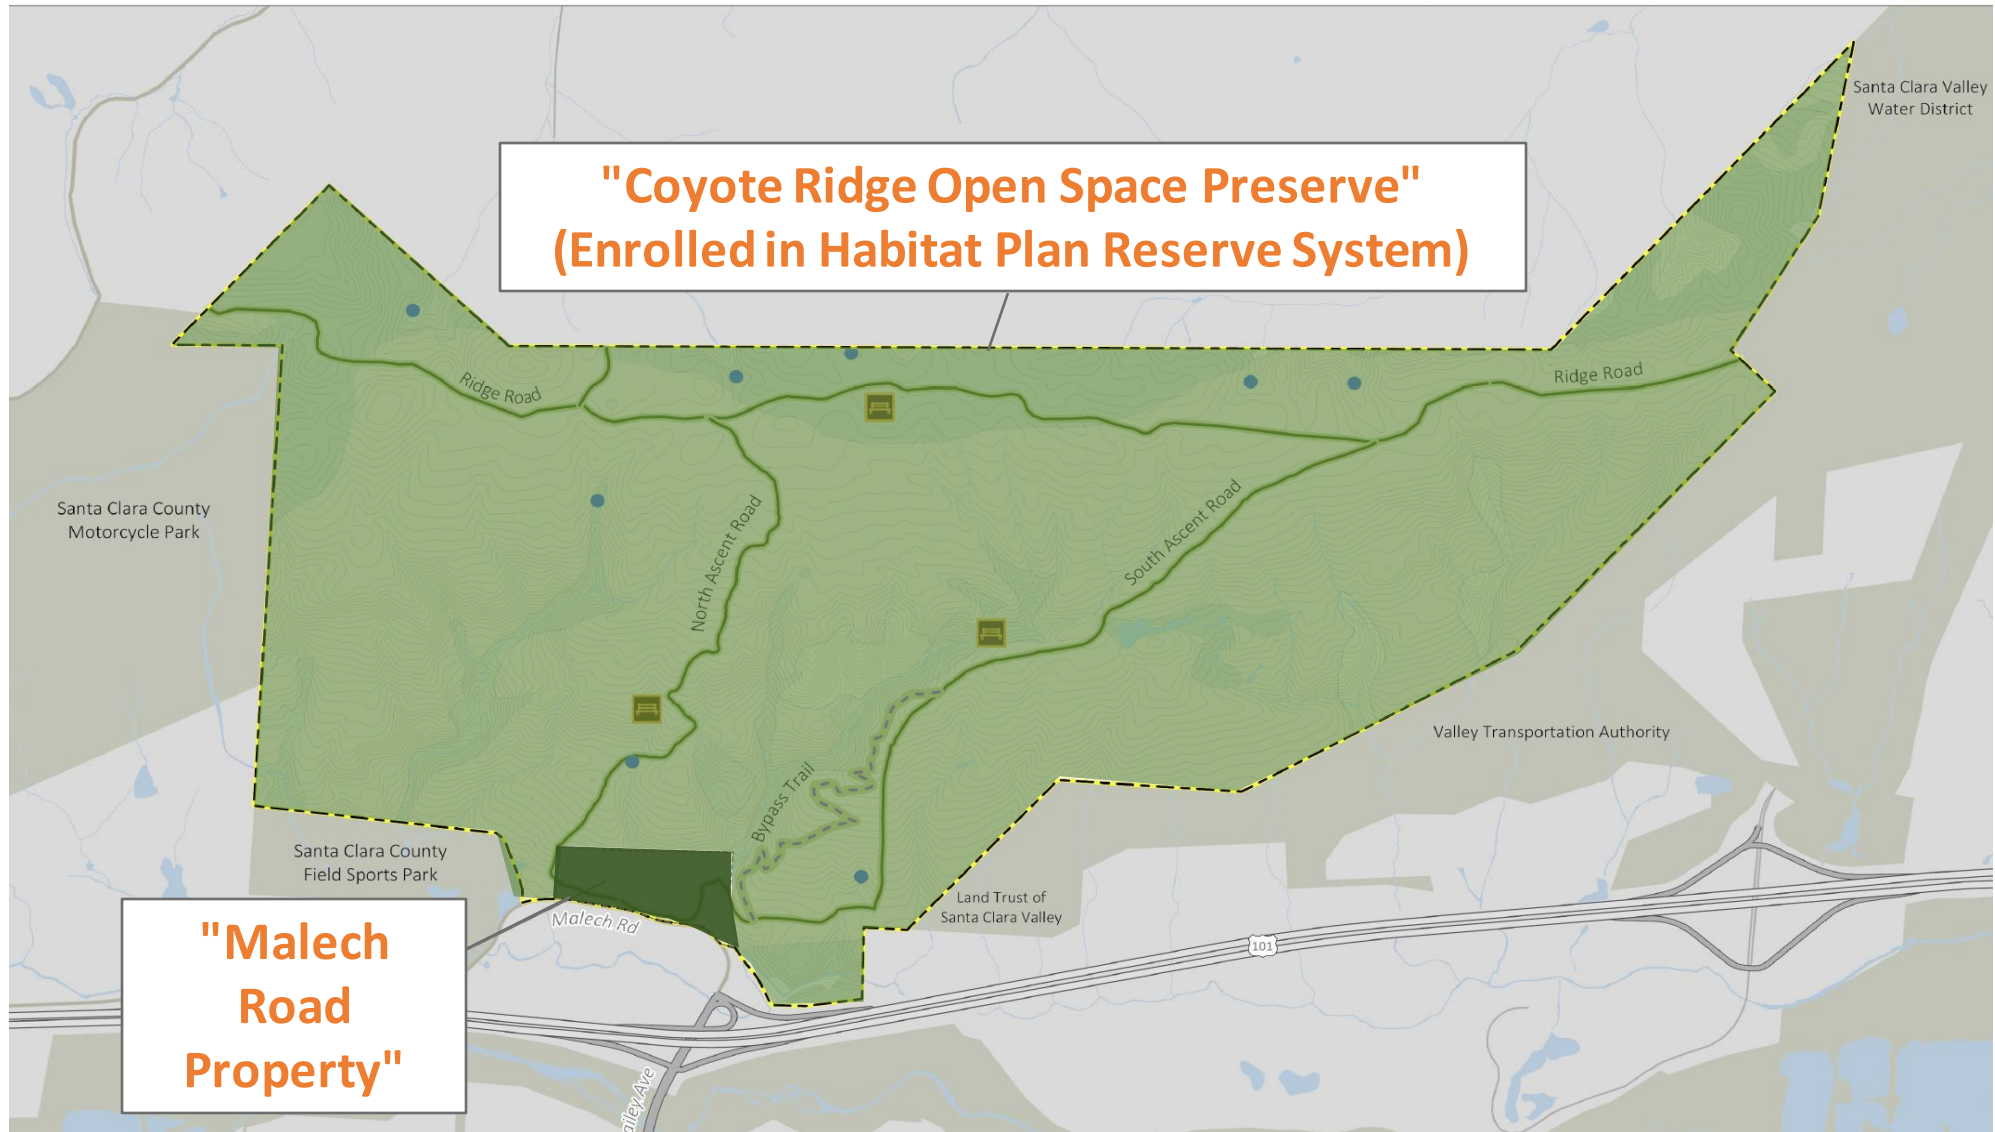 Santa Clara Valley
Water District
"Coyote Ridge Open Space Preserve"
(Enrolled in Habitat Plan Reserve System)
Ridge Road
Ridge Road
Santa Clara County
Motorcycle Park
North Ascent Road
South Ascent Road
Valley Transportation Authority
Bypass Trail
Santa Clara County
Field Sports Park
Land Trust of
Santa Clara Valley
Malech Rd
101
"Malech
Road
Property"
Ave